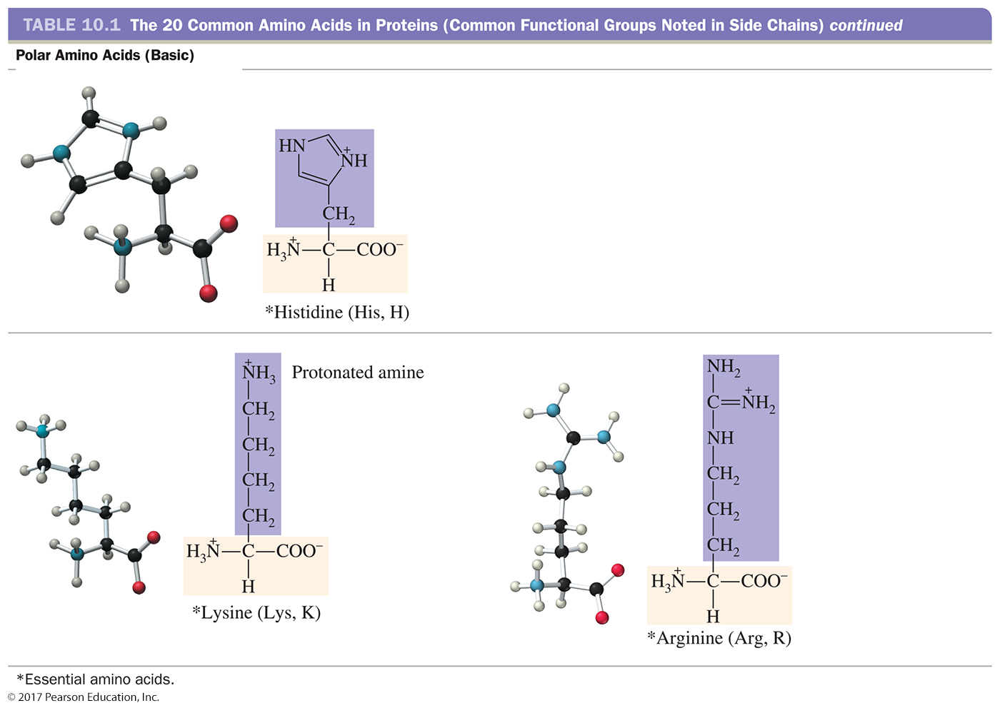 TABLE 10.1 The 20 Common Amino Acids in Proteins (Common Functional Groups Noted in Side Chains) continued
Polar Amino Acids (Basic)
HN
+
NH
CH₂
H₃N⁺—C—COO⁻
H
*Histidine (His, H)
+
NH₃ Protonated amine
CH₂
CH₂
CH₂
CH₂
H₃N⁺—C—COO⁻
H
*Lysine (Lys, K)
NH₂
+
C=NH₂
NH
CH₂
CH₂
CH₂
H₃N⁺—C—COO⁻
H
*Arginine (Arg, R)
*Essential amino acids.
© 2017 Pearson Education, Inc.